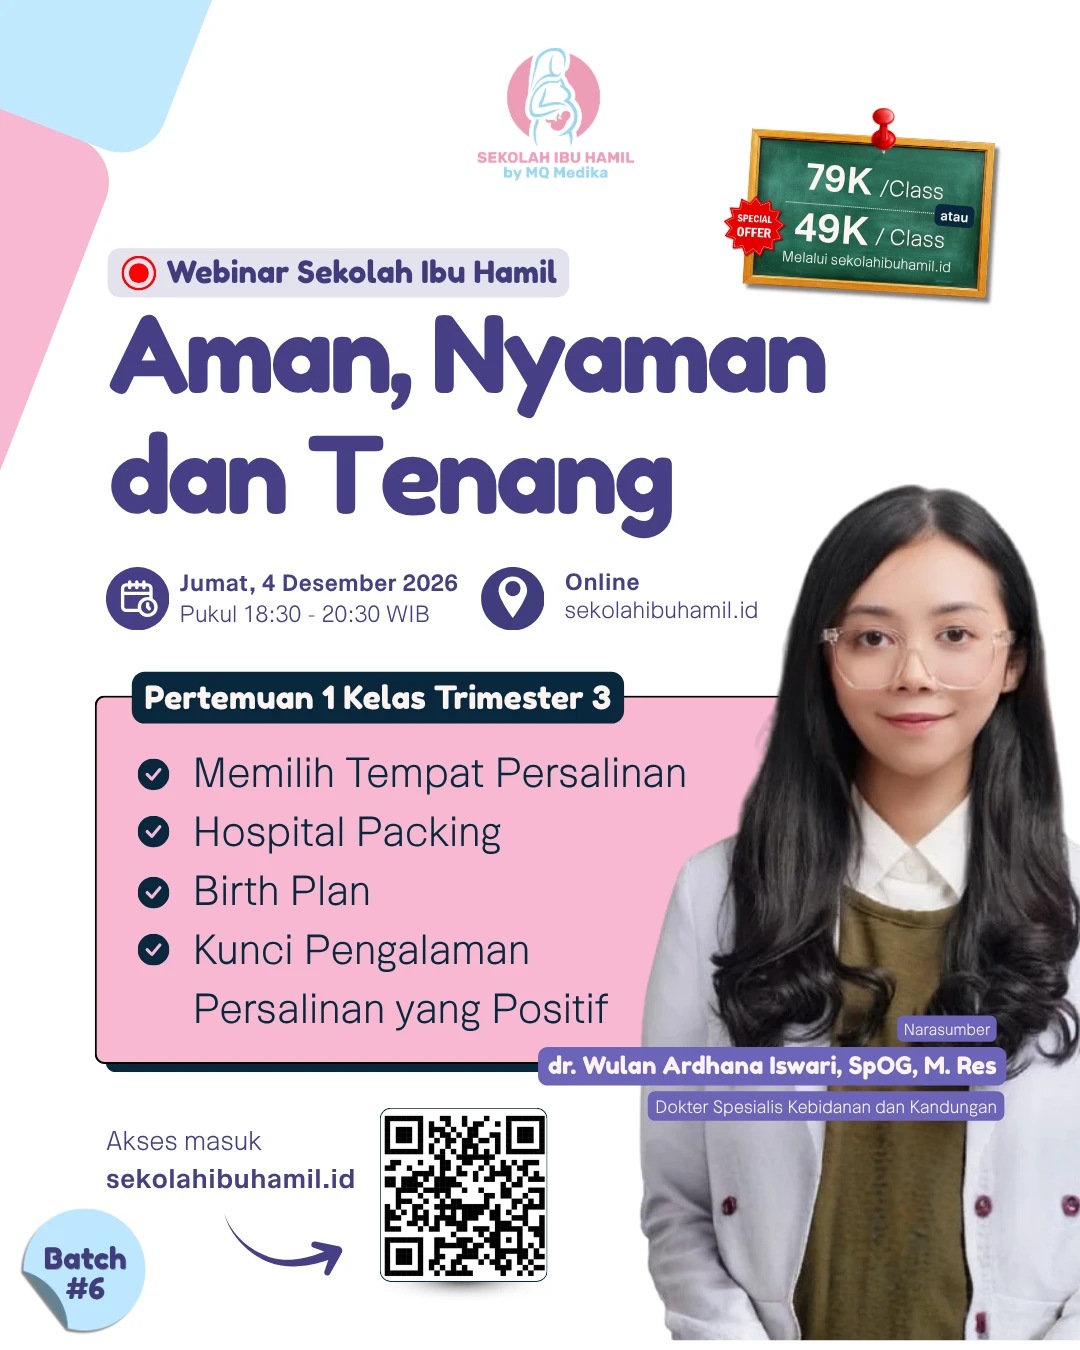 SEKOLAH IBU HAMIL
by MQ Medika
79K /Class
atau
SPECIAL
OFFER
49K / Class
Melalui sekolahibuhamil.id
Webinar Sekolah Ibu Hamil
Aman, Nyaman
dan Tenang
Jumat, 4 Desember 2026
Pukul 18:30 - 20:30 WIB
Online
sekolahibuhamil.id
Pertemuan 1 Kelas Trimester 3
Memilih Tempat Persalinan
Hospital Packing
Birth Plan
Kunci Pengalaman
Persalinan yang Positif
Narasumber
dr. Wulan Ardhana Iswari, SpOG, M. Res
Dokter Spesialis Kebidanan dan Kandungan
Akses masuk
sekolahibuhamil.id
Batch
#6